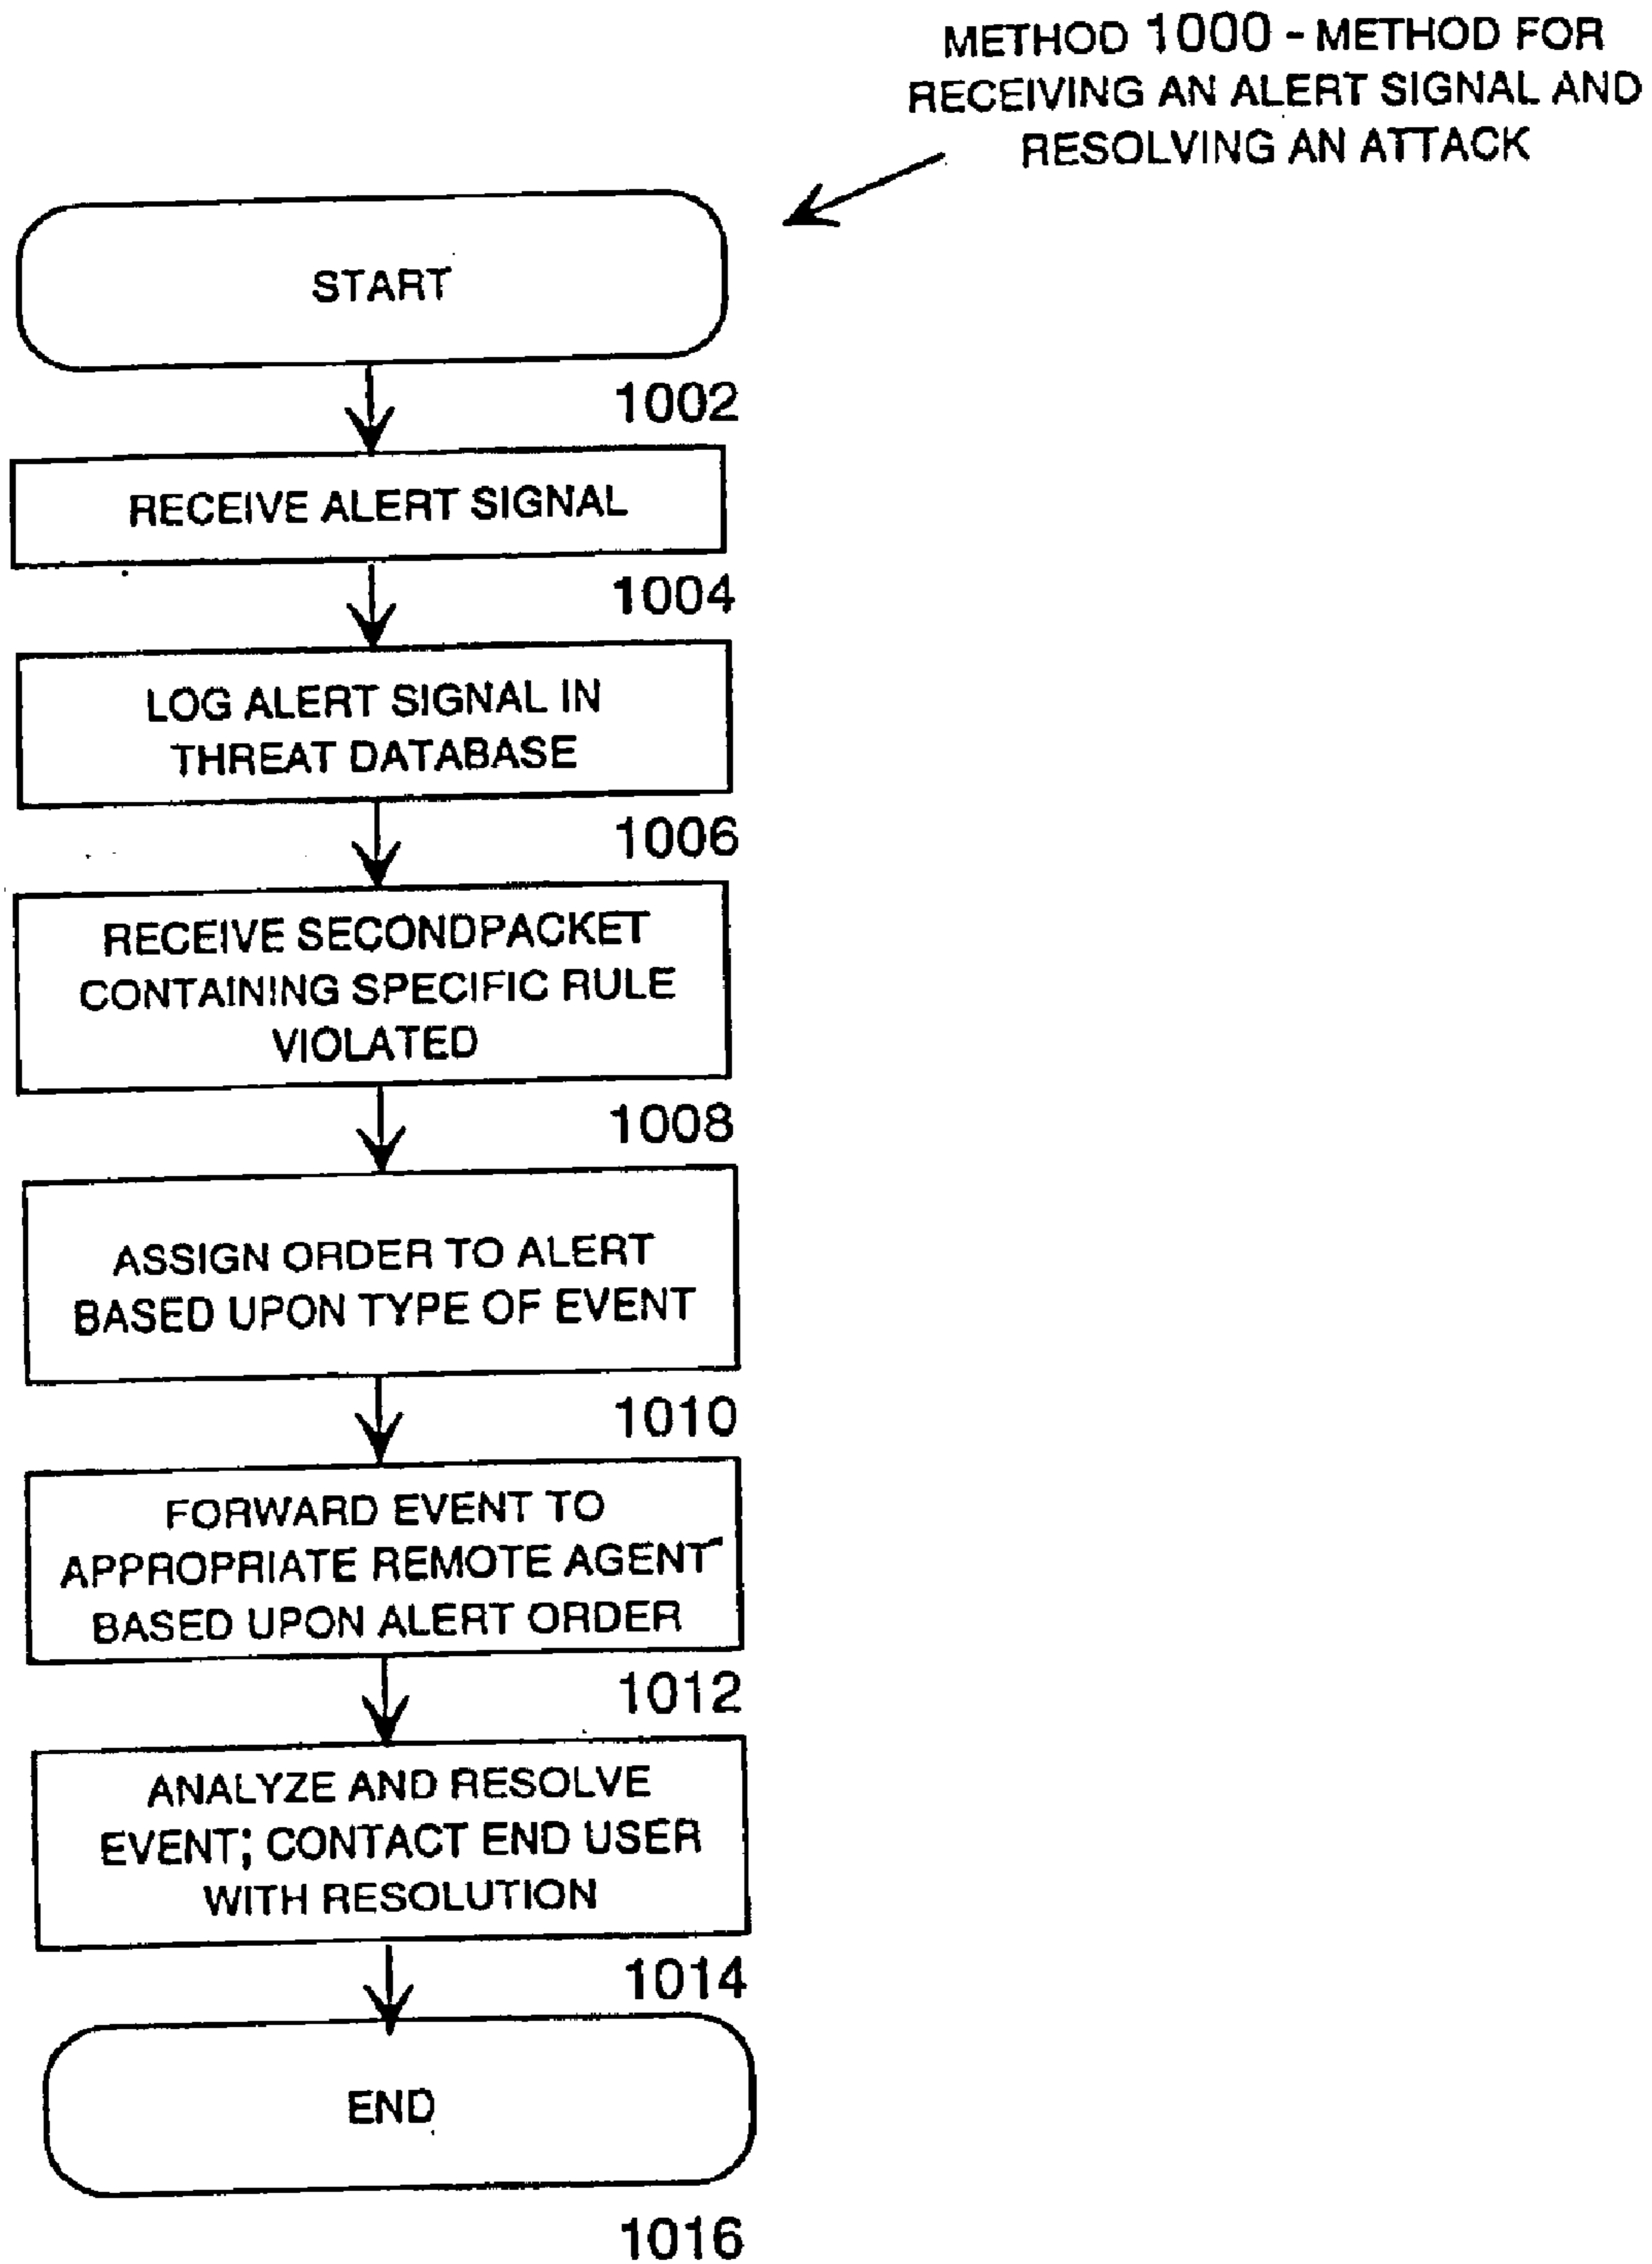 METHOD 1000 - METHOD FOR
RECEIVING AN ALERT SIGNAL AND
RESOLVING AN ATTACK
START
1002
RECEIVE ALERT SIGNAL
1004
LOG ALERT SIGNAL IN
THREAT DATABASE
1006
RECEIVE SECONDPACKET
CONTAINING SPECIFIC RULE
VIOLATED
1008
ASSIGN ORDER TO ALERT
BASED UPON TYPE OF EVENT
1010
FORWARD EVENT TO
APPROPRIATE REMOTE AGENT
BASED UPON ALERT ORDER
1012
ANALYZE AND RESOLVE
EVENT; CONTACT END USER
WITH RESOLUTION
1014
END
1016